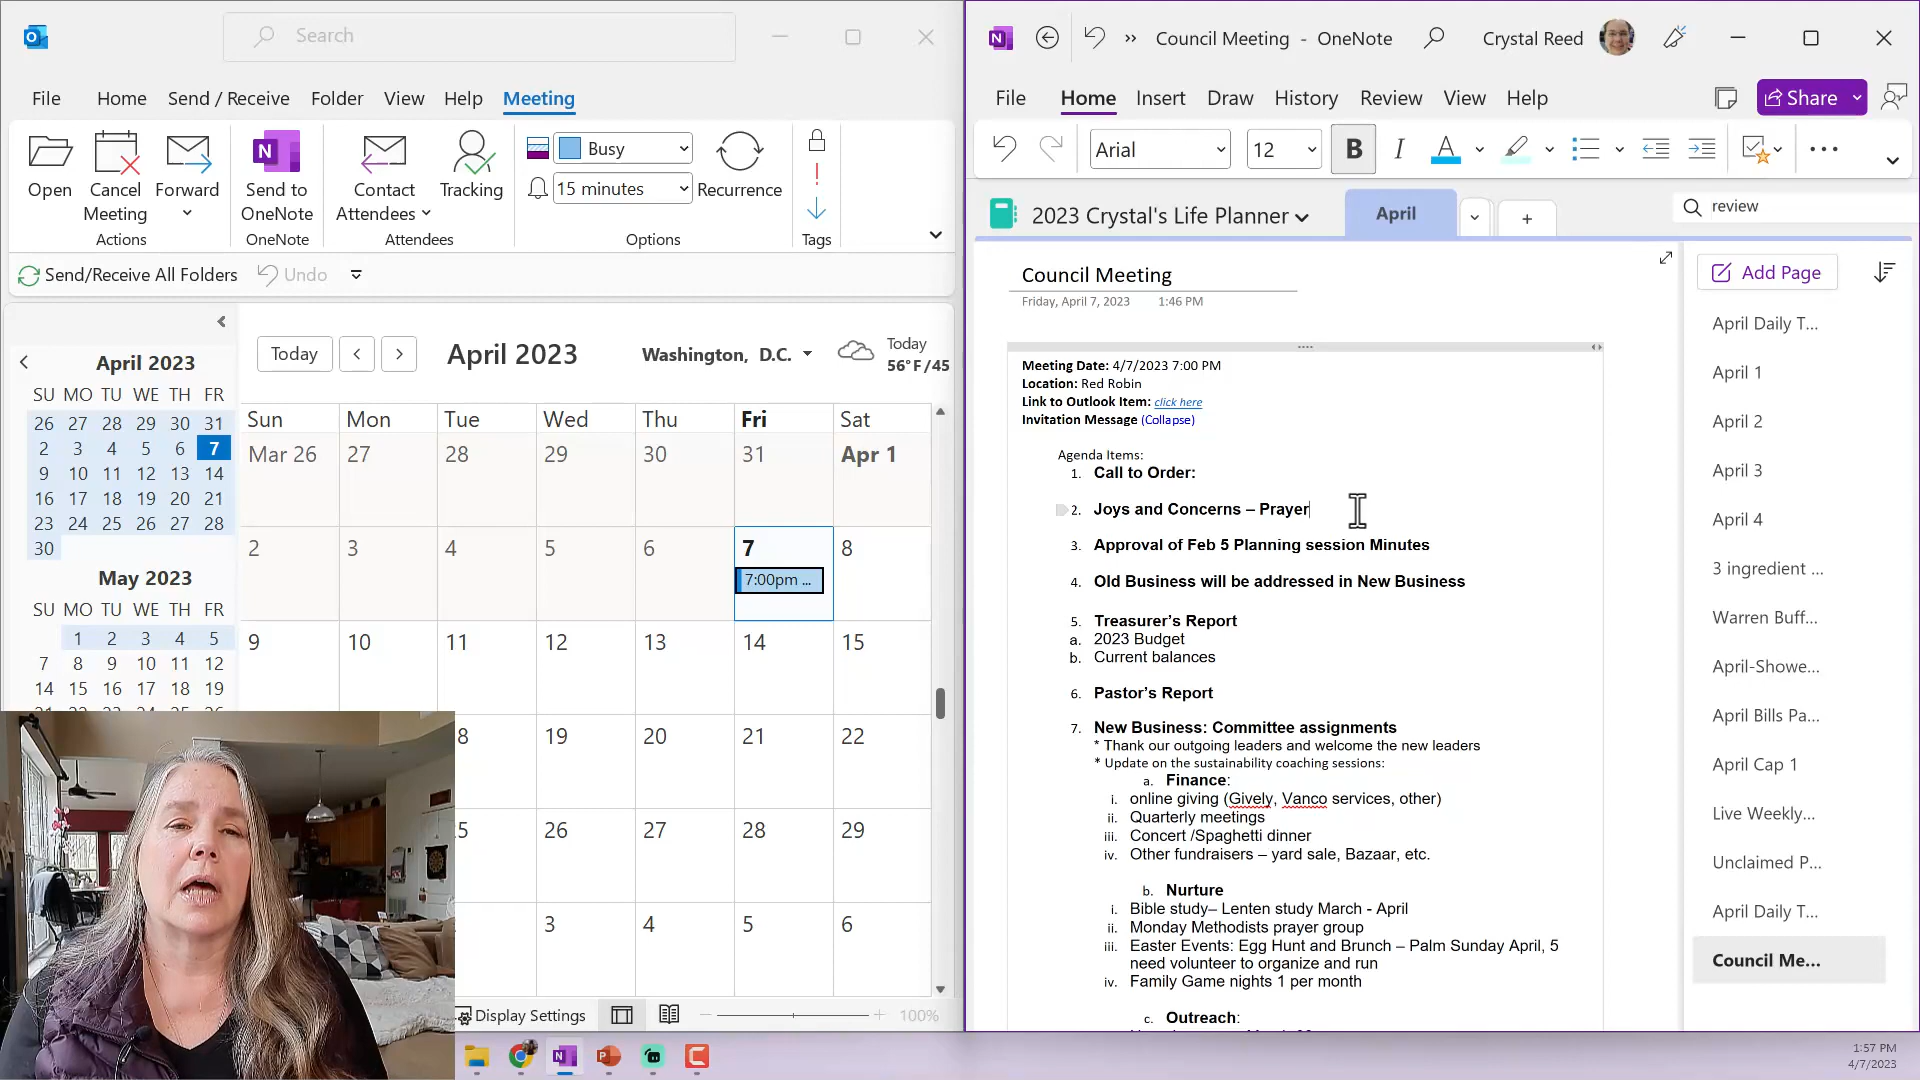 Search
File
Home
Send / Receive
Folder
View
Help
Meeting
Open
Cancel
Meeting
Forward
Actions
Send to
OneNote
OneNote
Contact
Attendees
Tracking
Attendees
Busy
15 minutes
Recurrence
Options
Tags
Send/Receive All Folders
Undo
April 2023
SU MO TU WE TH FR
26 27 28 29 30 31
2 3 4 5 6 7
9 10 11 12 13 14
16 17 18 19 20 21
23 24 25 26 27 28
30
May 2023
SU MO TU WE TH FR
1 2 3 4 5
7 8 9 10 11 12
14 15 16 17 18 19
Today
April 2023
Washington, D.C.
Today
56°F/45
Sun Mon Tue Wed Thu Fri Sat
Mar 26 27 28 29 30 31 Apr 1
2 3 4 5 6 7 8
7:00pm ...
9 10 11 12 13 14 15
8 19 20 21 22
5 26 27 28 29
3 4 5 6
Display Settings
100%
Council Meeting - OneNote
Crystal Reed
File
Home
Insert
Draw
History
Review
View
Help
Share
Arial
12
B
I
A
2023 Crystal's Life Planner
April
+
review
Council Meeting
Friday, April 7, 2023 1:46 PM
Meeting Date: 4/7/2023 7:00 PM
Location: Red Robin
Link to Outlook Item: click here
Invitation Message (Collapse)
Agenda Items:
1. Call to Order:
2. Joys and Concerns – Prayer
3. Approval of Feb 5 Planning session Minutes
4. Old Business will be addressed in New Business
5. Treasurer’s Report
a. 2023 Budget
b. Current balances
6. Pastor’s Report
7. New Business: Committee assignments
* Thank our outgoing leaders and welcome the new leaders
* Update on the sustainability coaching sessions:
a. Finance:
i. online giving (Gively, Vanco services, other)
ii. Quarterly meetings
iii. Concert /Spaghetti dinner
iv. Other fundraisers – yard sale, Bazaar, etc.
b. Nurture
i. Bible study– Lenten study March - April
ii. Monday Methodists prayer group
iii. Easter Events: Egg Hunt and Brunch – Palm Sunday April, 5
need volunteer to organize and run
iv. Family Game nights 1 per month
c. Outreach:
Add Page
April Daily T...
April 1
April 2
April 3
April 4
3 ingredient ...
Warren Buff...
April-Showe...
April Bills Pa...
April Cap 1
Live Weekly...
Unclaimed P...
April Daily T...
Council Me...
1:57 PM
4/7/2023